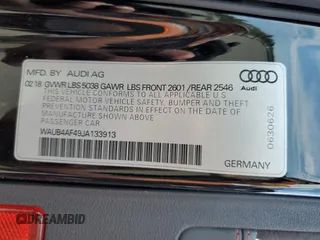 MFD. BY AUDI AG
02.18 GVWR LBS 5038 GAWR LBS FRONT 2601 / REAR 2546
Audi
THIS VEHICLE CONFORMS TO ALL APPLICABLE U.S.
FEDERAL MOTOR VEHICLE SAFETY, BUMPER AND THEFT
PREVENTION STANDARDS IN EFFECT ON THE DATE OF
MANUFACTURE SHOWN ABOVE
WAUB4AF49JA133913
PASSENGER CAR
GERMANY
0630626
©DREAMBID